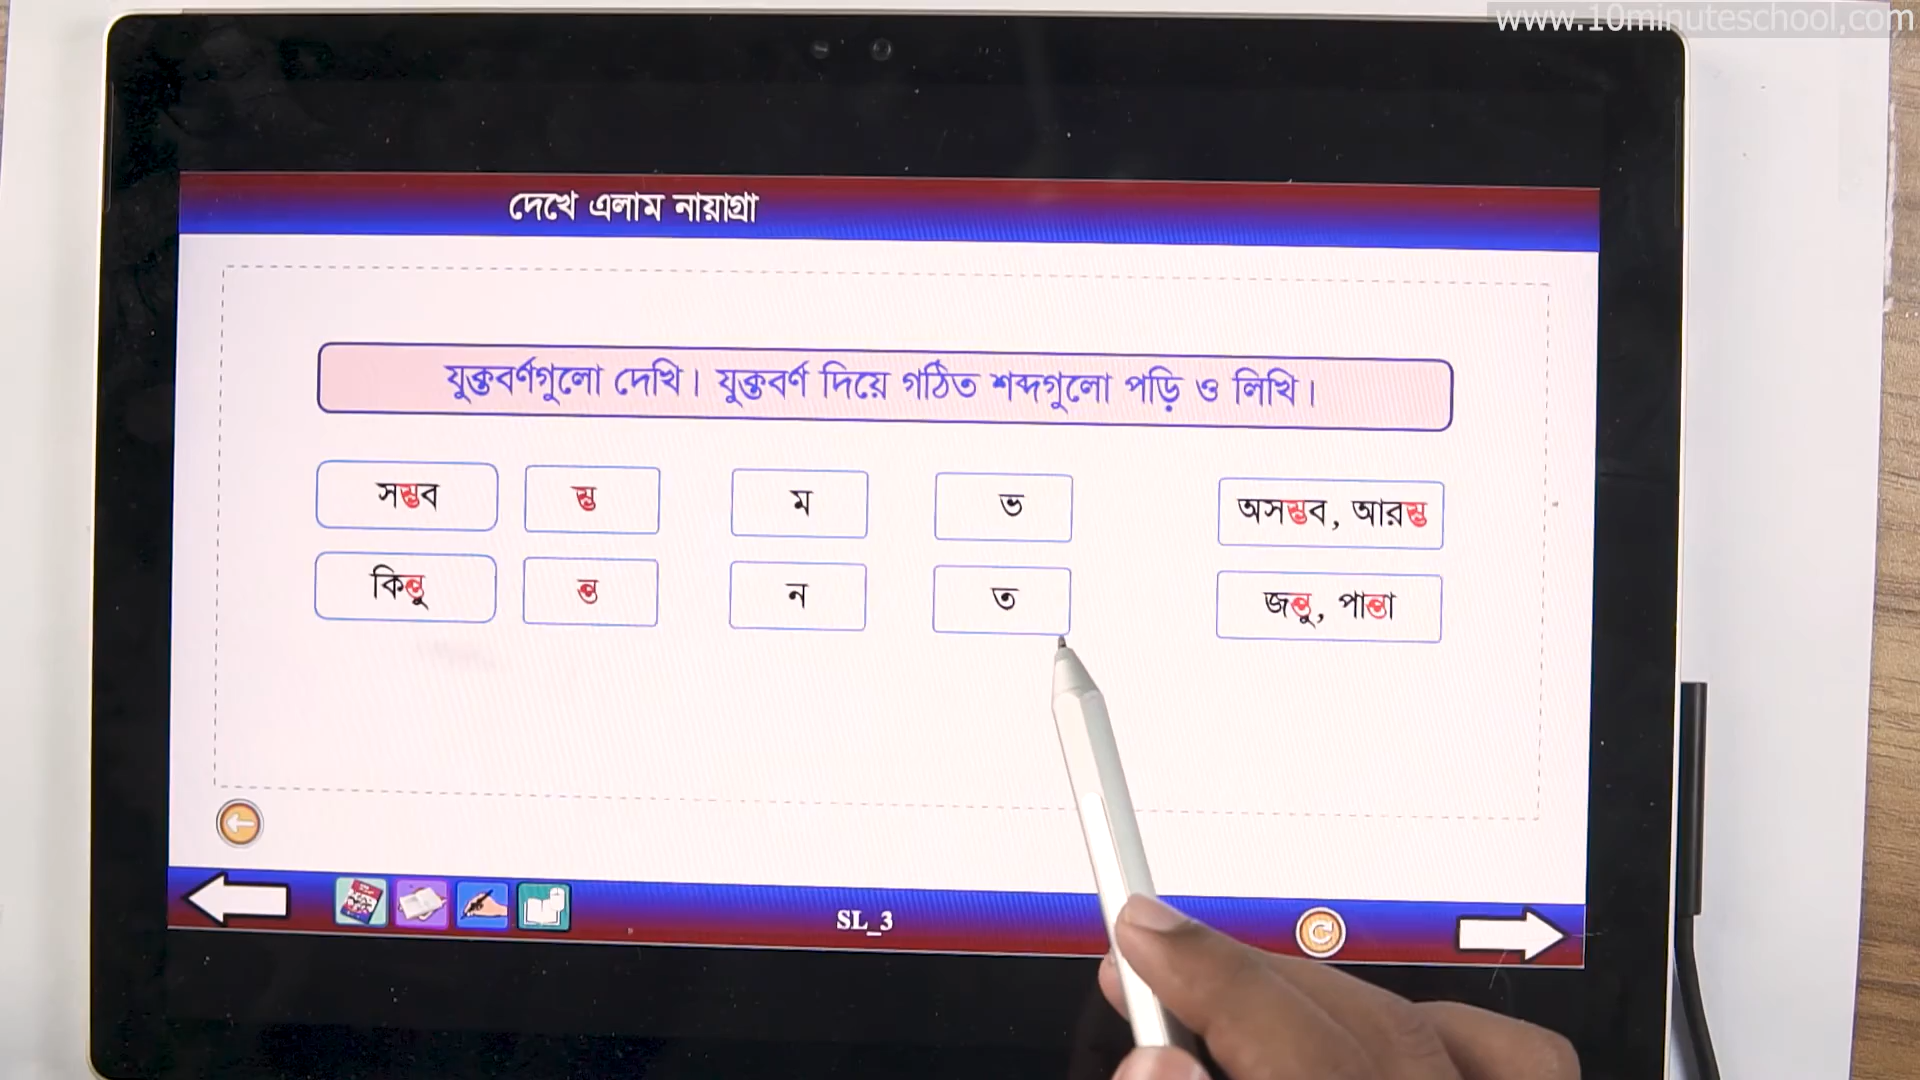 www.10minuteschool.com
দেখে এলাম নায়াগ্রা
যুক্তবর্ণগুলো দেখি। যুক্তবর্ণ দিয়ে গঠিত শব্দগুলো পড়ি ও লিখি।
সম্ভব ম্ভ ম ভ অসম্ভব, আরম্ভ
কিন্তু ন্ত ন ত জন্তু, পান্তা
SL_3